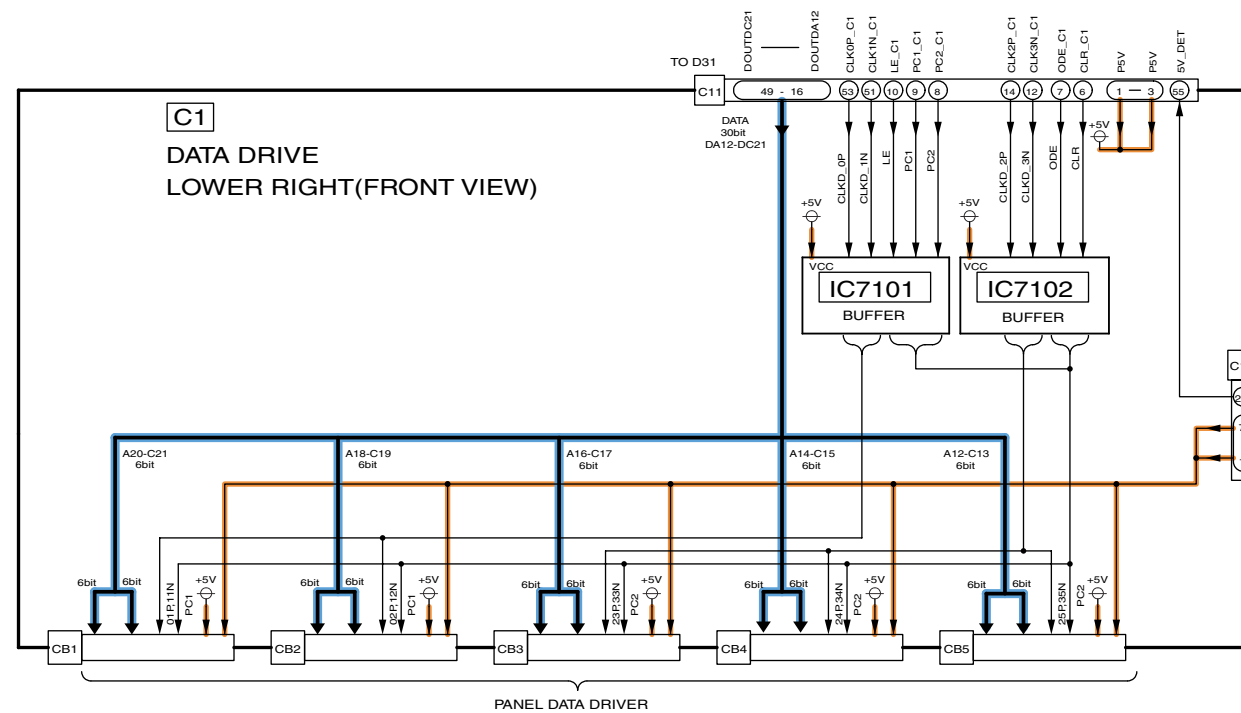 DOUTDC21
DOUTDA12
CLK0P_C1
CLK1N_C1
LE_C1
PC1_C1
PC2_C1
CLK2P_C1
CLK3N_C1
ODE_C1
CLR_C1
P5V
P5V
5V_DET
TO D31
C11
49 - 16
53
51
10
9
8
14
12
7
6
1 — 3
55
C1
DATA DRIVE
LOWER RIGHT(FRONT VIEW)
DATA
30bit
DA12-DC21
CLKD_0P
CLKD_1N
LE
PC1
PC2
CLKD_2P
CLKD_3N
ODE
CLR
+5V
+5V
+5V
VCC
IC7101
BUFFER
VCC
IC7102
BUFFER
A20-C21
6bit
A18-C19
6bit
A16-C17
6bit
A14-C15
6bit
A12-C13
6bit
6bit
6bit
01P,11N
PC1
+5V
6bit
6bit
02P,12N
PC1
+5V
6bit
6bit
23P,33N
PC2
+5V
6bit
6bit
24P,34N
PC2
+5V
6bit
6bit
25P,35N
PC2
+5V
CB1
CB2
CB3
CB4
CB5
PANEL DATA DRIVER